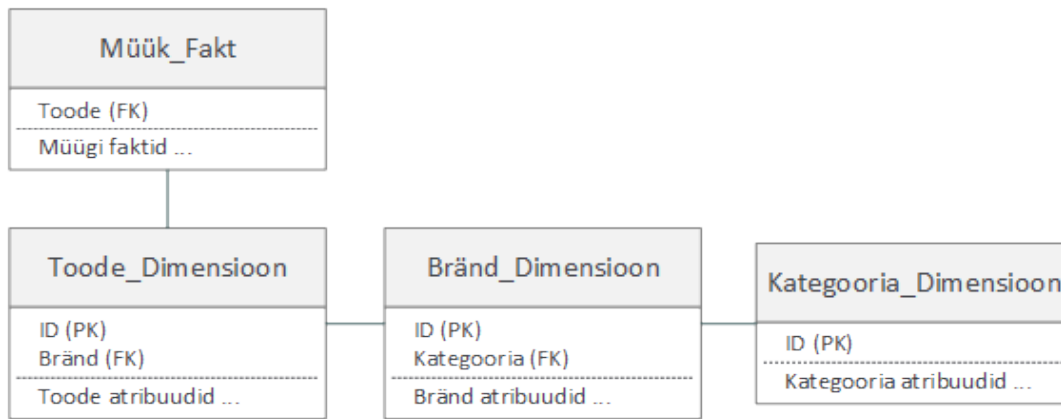 Müük_Fakt
Toode (FK)
Müügi faktid ...
Toode_Dimensioon
ID (PK)
Bränd (FK)
Toode atribuudid ...
Bränd_Dimensioon
ID (PK)
Kategooria (FK)
Bränd atribuudid ...
Kategooria_Dimensioon
ID (PK)
Kategooria atribuudid ...